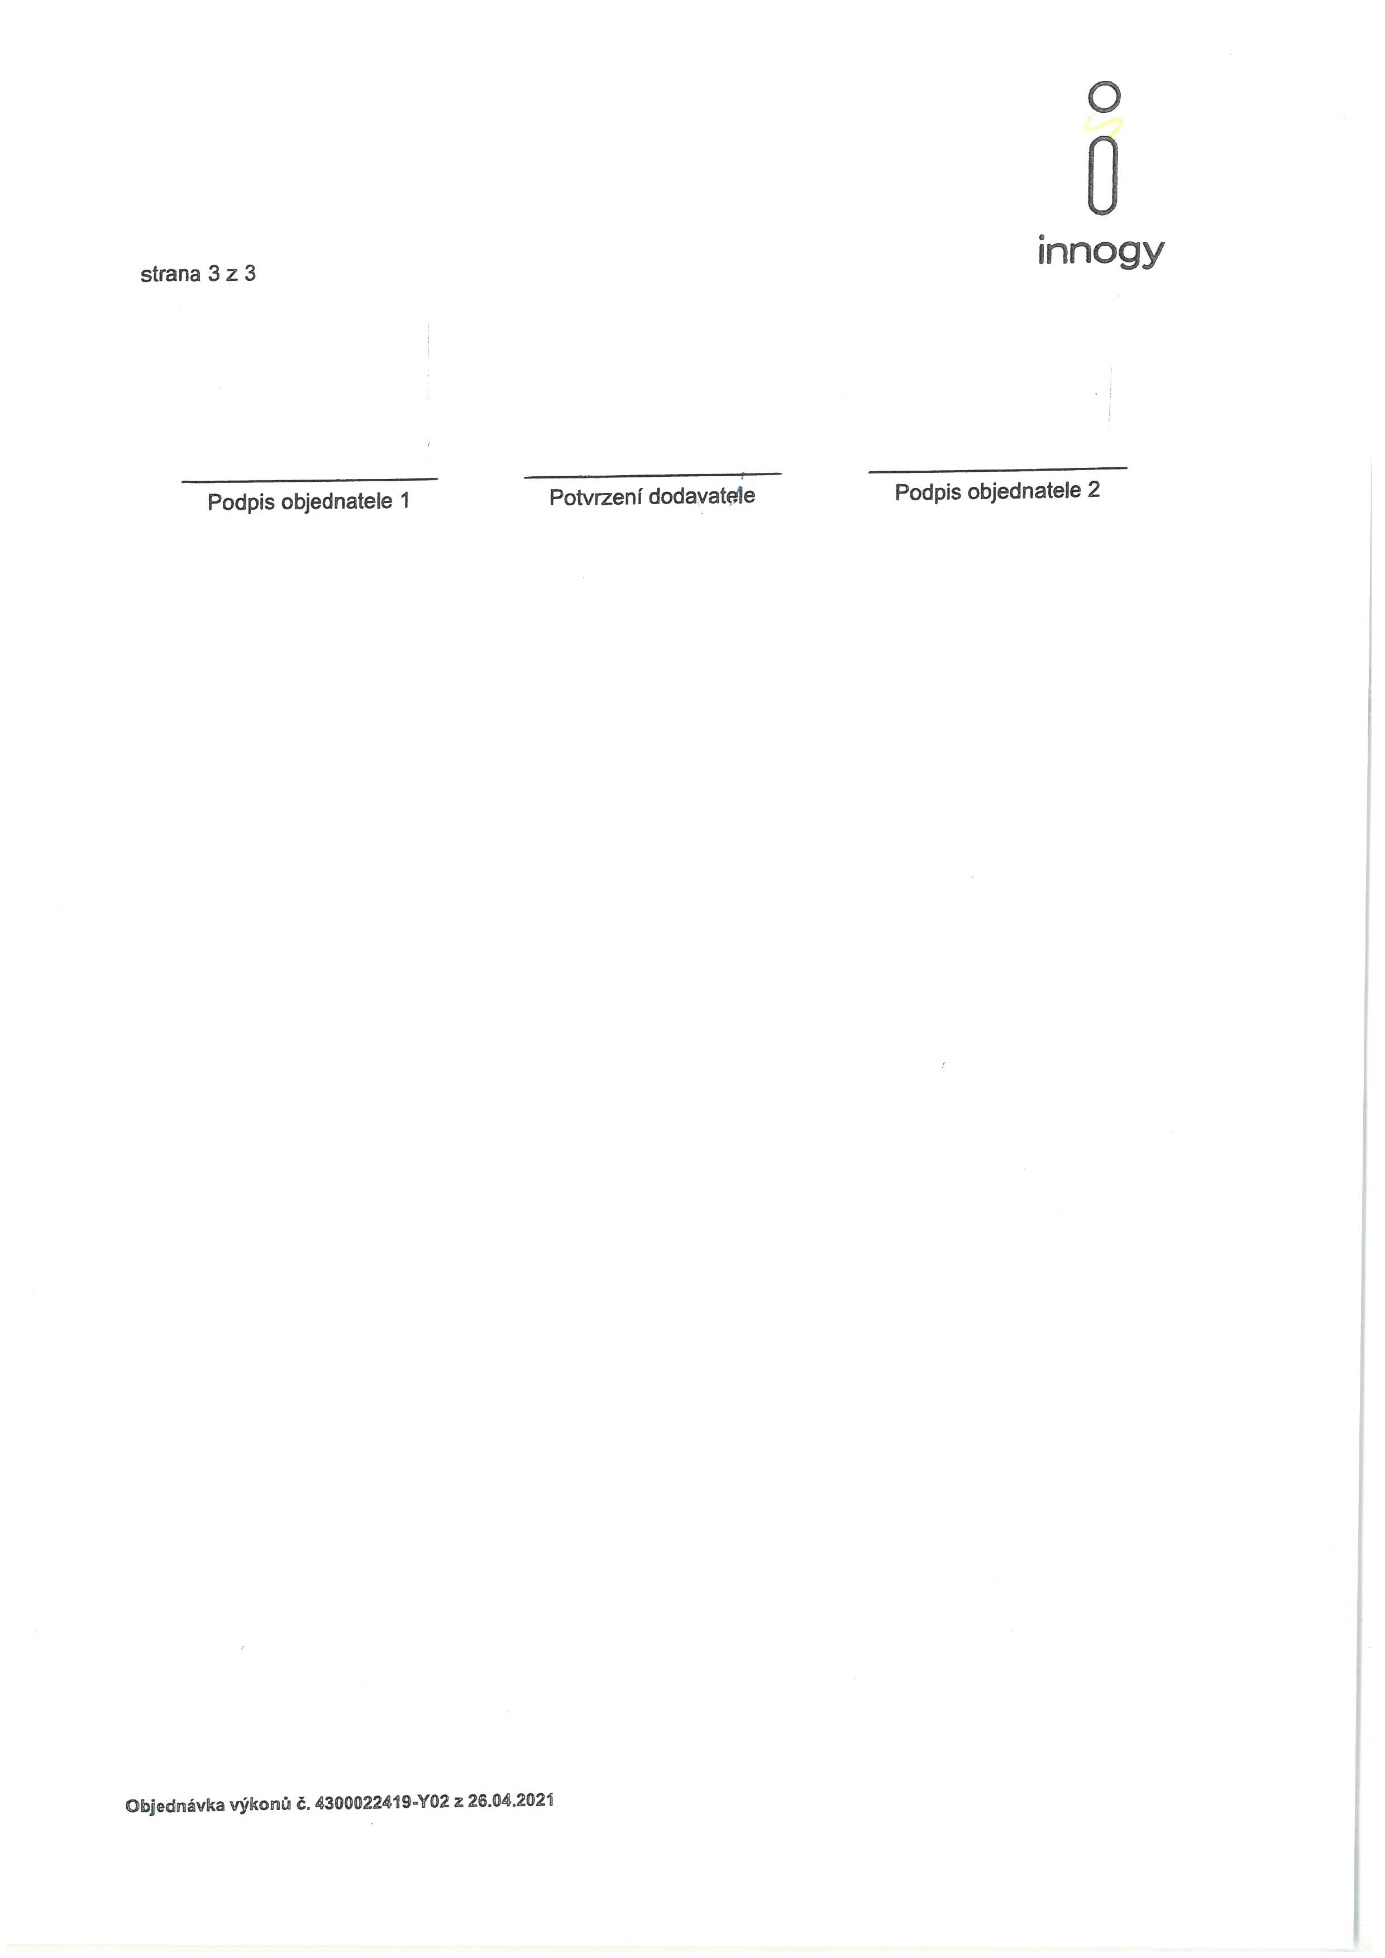 innogy
strana 3 z 3
Podpis objednatele 1
Potvrzení dodavatele
Podpis objednatele 2
Objednávka výkonů č. 4300022419-Y02 z 26.04.2021